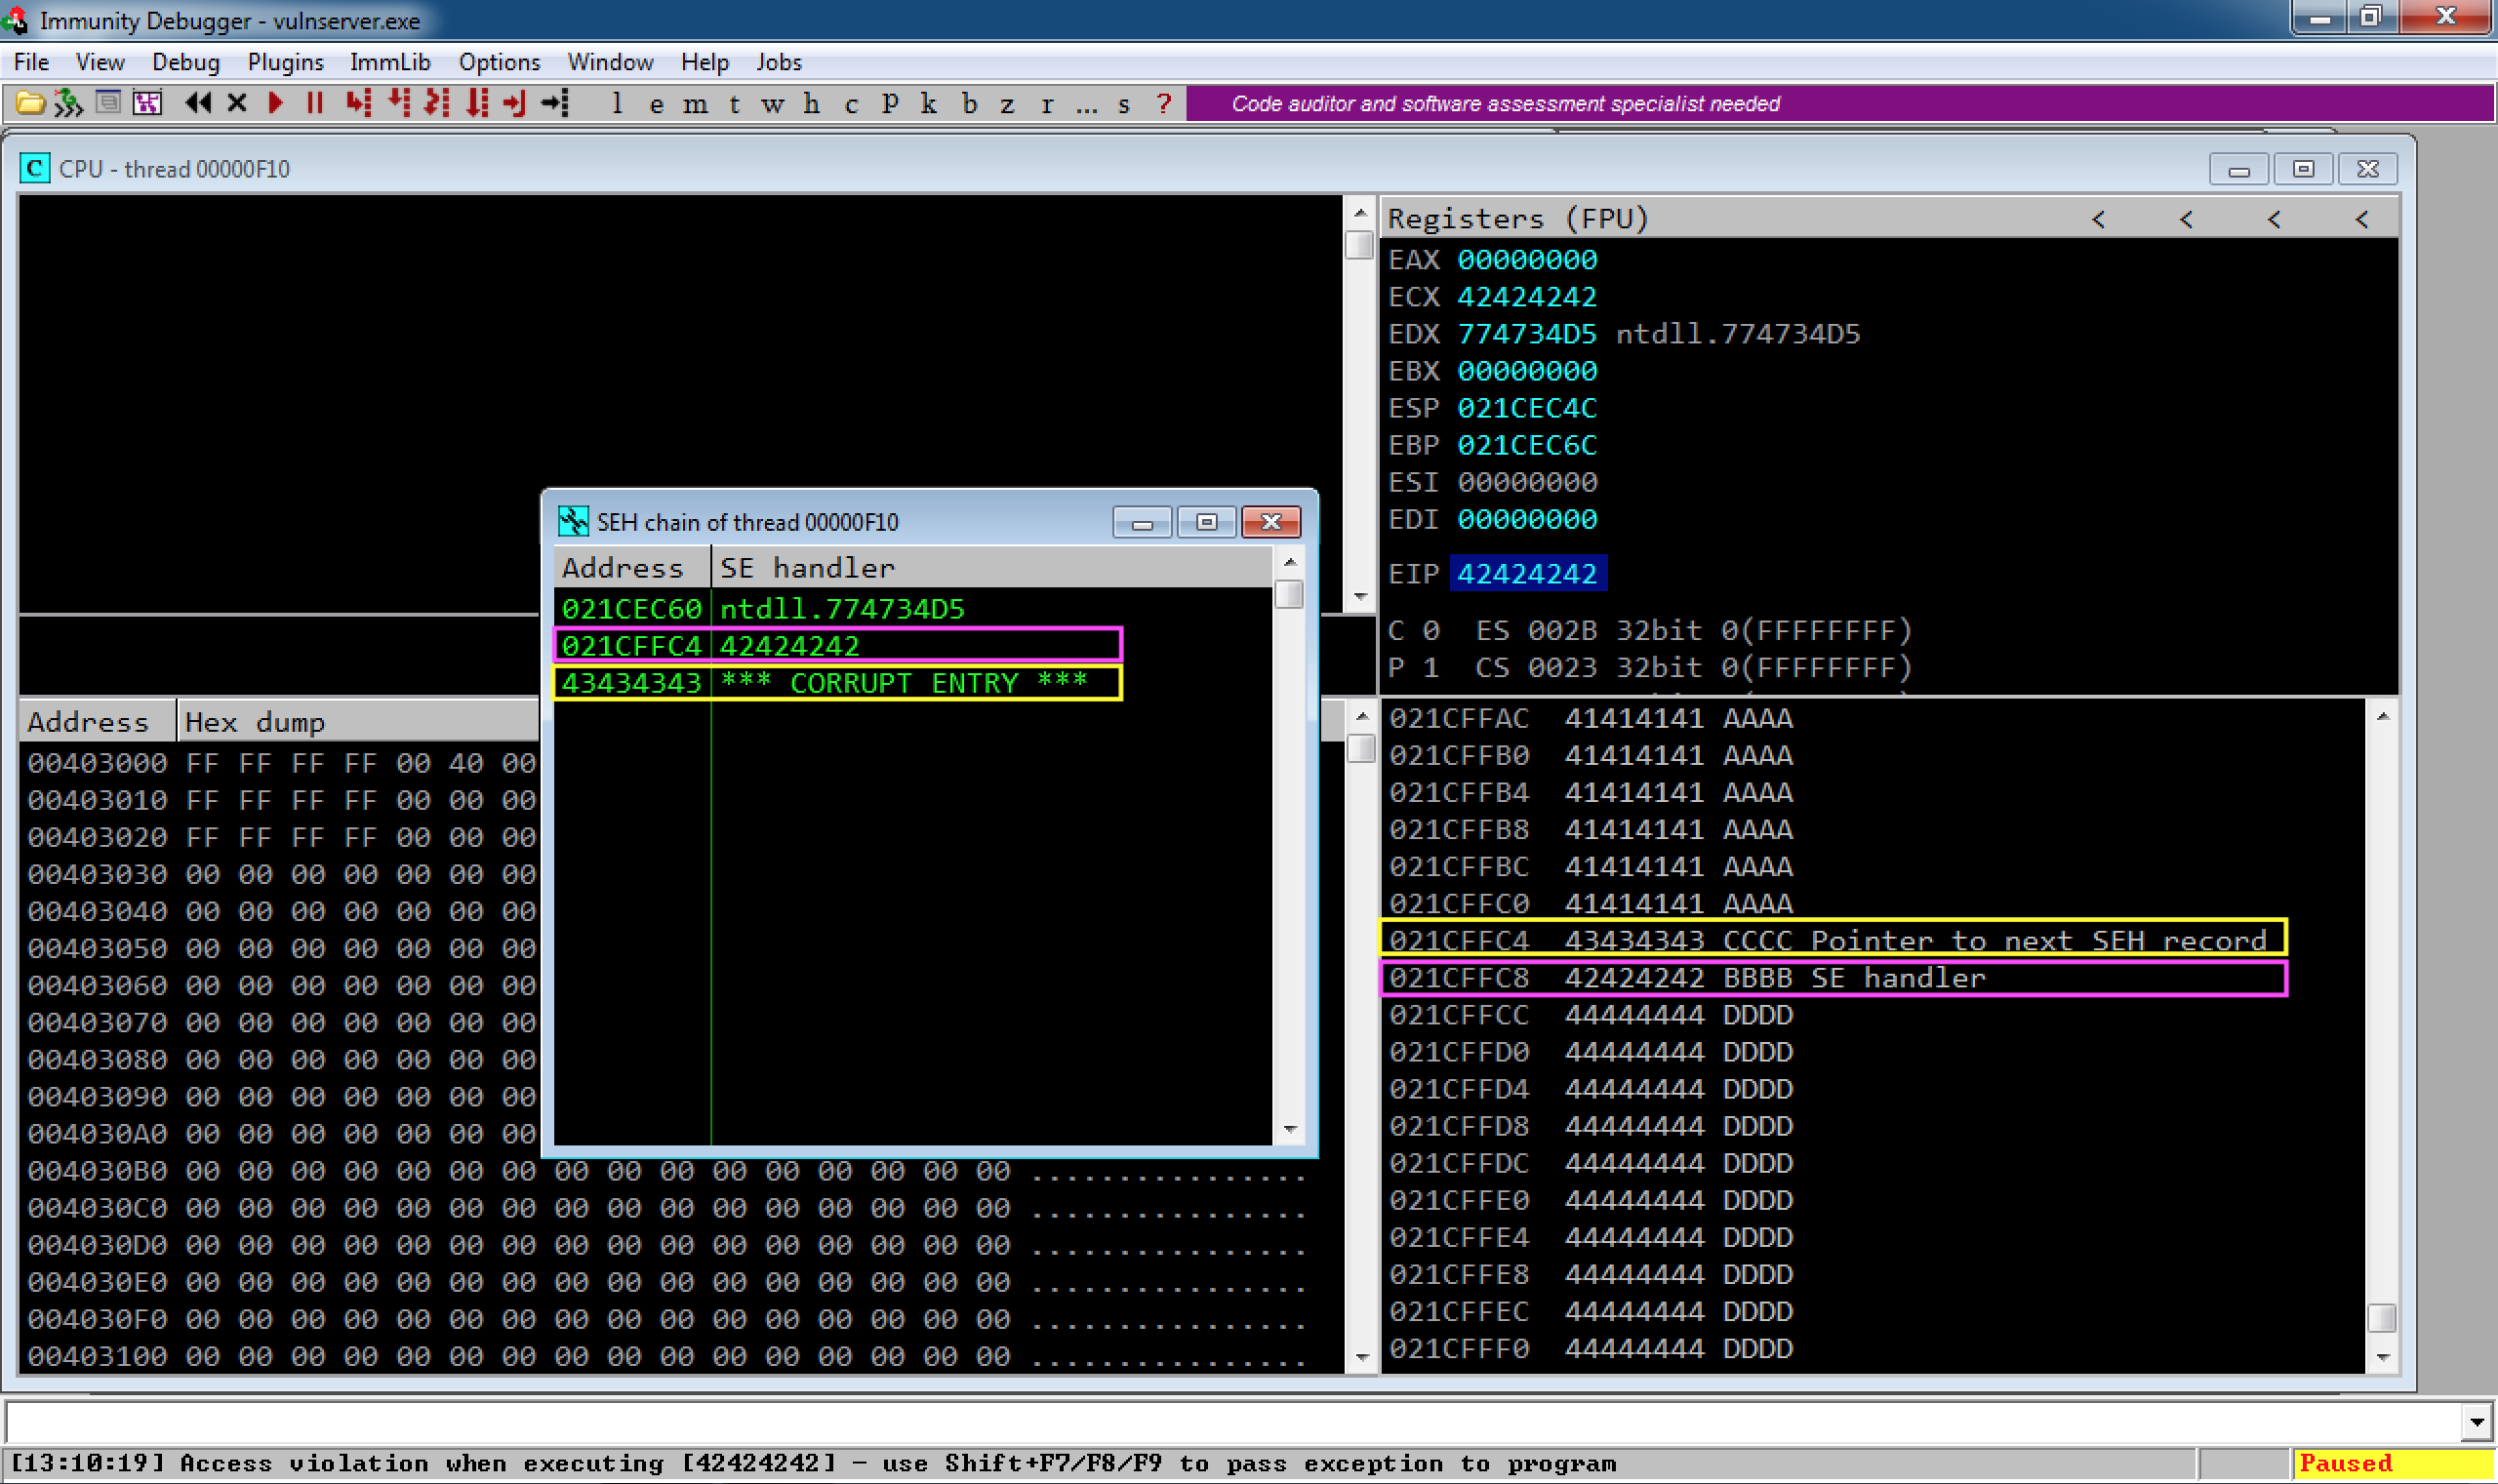 Immunity Debugger - vulnserver.exe
File View Debug Plugins ImmLib Options Window Help Jobs
l e m t w h c P k b z r ... s ? Code auditor and software assessment specialist needed
C CPU - thread 00000F10
Registers (FPU) < < < <
EAX 00000000
ECX 42424242
EDX 774734D5 ntdll.774734D5
EBX 00000000
ESP 021CEC4C
EBP 021CEC6C
ESI 00000000
EDI 00000000
EIP 42424242
C 0 ES 002B 32bit 0(FFFFFFFF)
P 1 CS 0023 32bit 0(FFFFFFFF)
SEH chain of thread 00000F10
Address SE handler
021CEC60 ntdll.774734D5
021CFFC4 42424242
43434343 *** CORRUPT ENTRY ***
Address Hex dump
00403000 FF FF FF FF 00 40 00
00403010 FF FF FF FF 00 00 00
00403020 FF FF FF FF 00 00 00
00403030 00 00 00 00 00 00 00
00403040 00 00 00 00 00 00 00
00403050 00 00 00 00 00 00 00
00403060 00 00 00 00 00 00 00
00403070 00 00 00 00 00 00 00
00403080 00 00 00 00 00 00 00
00403090 00 00 00 00 00 00 00
004030A0 00 00 00 00 00 00 00
004030B0 00 00 00 00 00 00 00 00 00 00 00 00 00 00 00 00 ................
004030C0 00 00 00 00 00 00 00 00 00 00 00 00 00 00 00 00 ................
004030D0 00 00 00 00 00 00 00 00 00 00 00 00 00 00 00 00 ................
004030E0 00 00 00 00 00 00 00 00 00 00 00 00 00 00 00 00 ................
004030F0 00 00 00 00 00 00 00 00 00 00 00 00 00 00 00 00 ................
00403100 00 00 00 00 00 00 00 00 00 00 00 00 00 00 00 00 ................
021CFFAC 41414141 AAAA
021CFFB0 41414141 AAAA
021CFFB4 41414141 AAAA
021CFFB8 41414141 AAAA
021CFFBC 41414141 AAAA
021CFFC0 41414141 AAAA
021CFFC4 43434343 CCCC Pointer to next SEH record
021CFFC8 42424242 BBBB SE handler
021CFFCC 44444444 DDDD
021CFFD0 44444444 DDDD
021CFFD4 44444444 DDDD
021CFFD8 44444444 DDDD
021CFFDC 44444444 DDDD
021CFFE0 44444444 DDDD
021CFFE4 44444444 DDDD
021CFFE8 44444444 DDDD
021CFFEC 44444444 DDDD
021CFFF0 44444444 DDDD
[13:10:19] Access violation when executing [42424242] - use Shift+F7/F8/F9 to pass exception to program
Paused